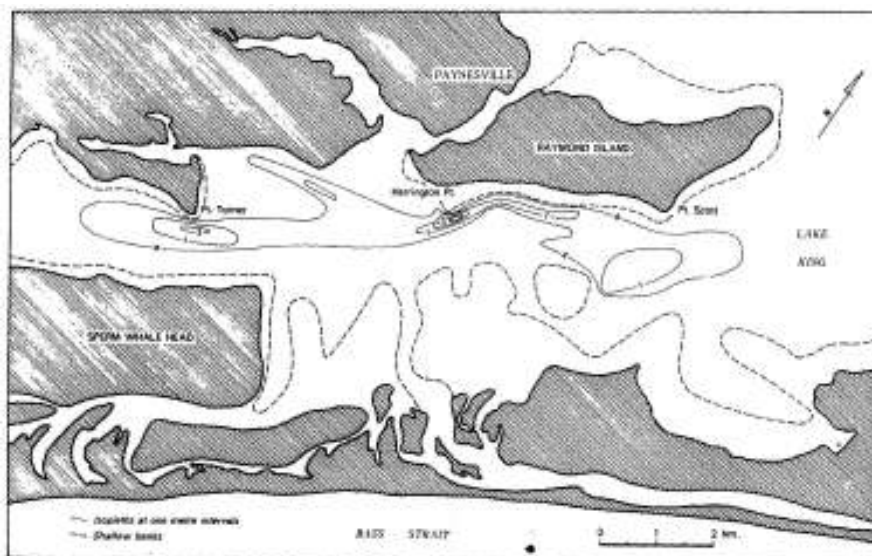 PAYNESVILLE
RAYMOND ISLAND
Harrington Pt.
Pt. Turner
Pt. Scott
LAKE
KING
SPERM WHALE HEAD
Isopleths at one metre intervals
Shallow banks
BASS STRAIT
0 1 2 km.